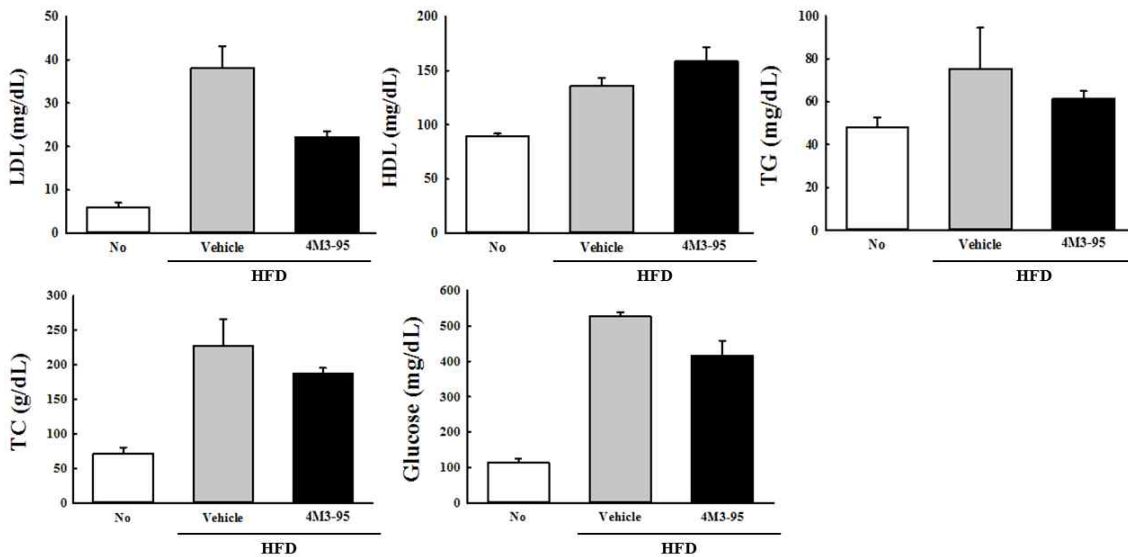 LDL (mg/dL)
50
40
30
20
10
0
No
Vehicle
4M3-95
HFD
HDL (mg/dL)
200
150
100
50
0
No
Vehicle
4M3-95
HFD
TG (mg/dL)
100
80
60
40
20
0
No
Vehicle
4M3-95
HFD
TC (g/dL)
300
250
200
150
100
50
0
No
Vehicle
4M3-95
HFD
Glucose (mg/dL)
600
500
400
300
200
100
0
No
Vehicle
4M3-95
HFD